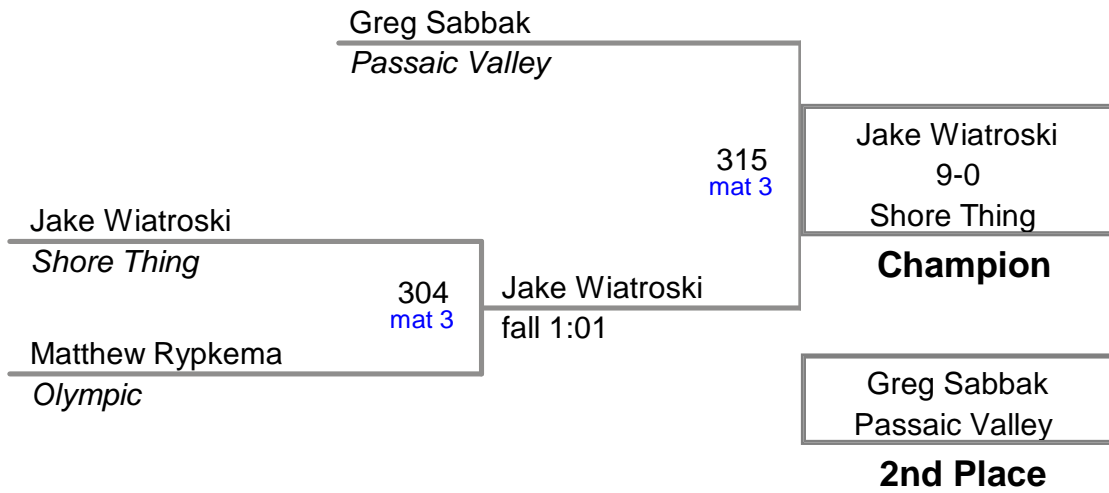 Greg Sabbak
Passaic Valley
315
mat 3
Jake Wiatroski
9-0
Shore Thing
Champion
Jake Wiatroski
Shore Thing
304
mat 3
Jake Wiatroski
fall 1:01
Matthew Rypkema
Olympic
Greg Sabbak
Passaic Valley
2nd Place